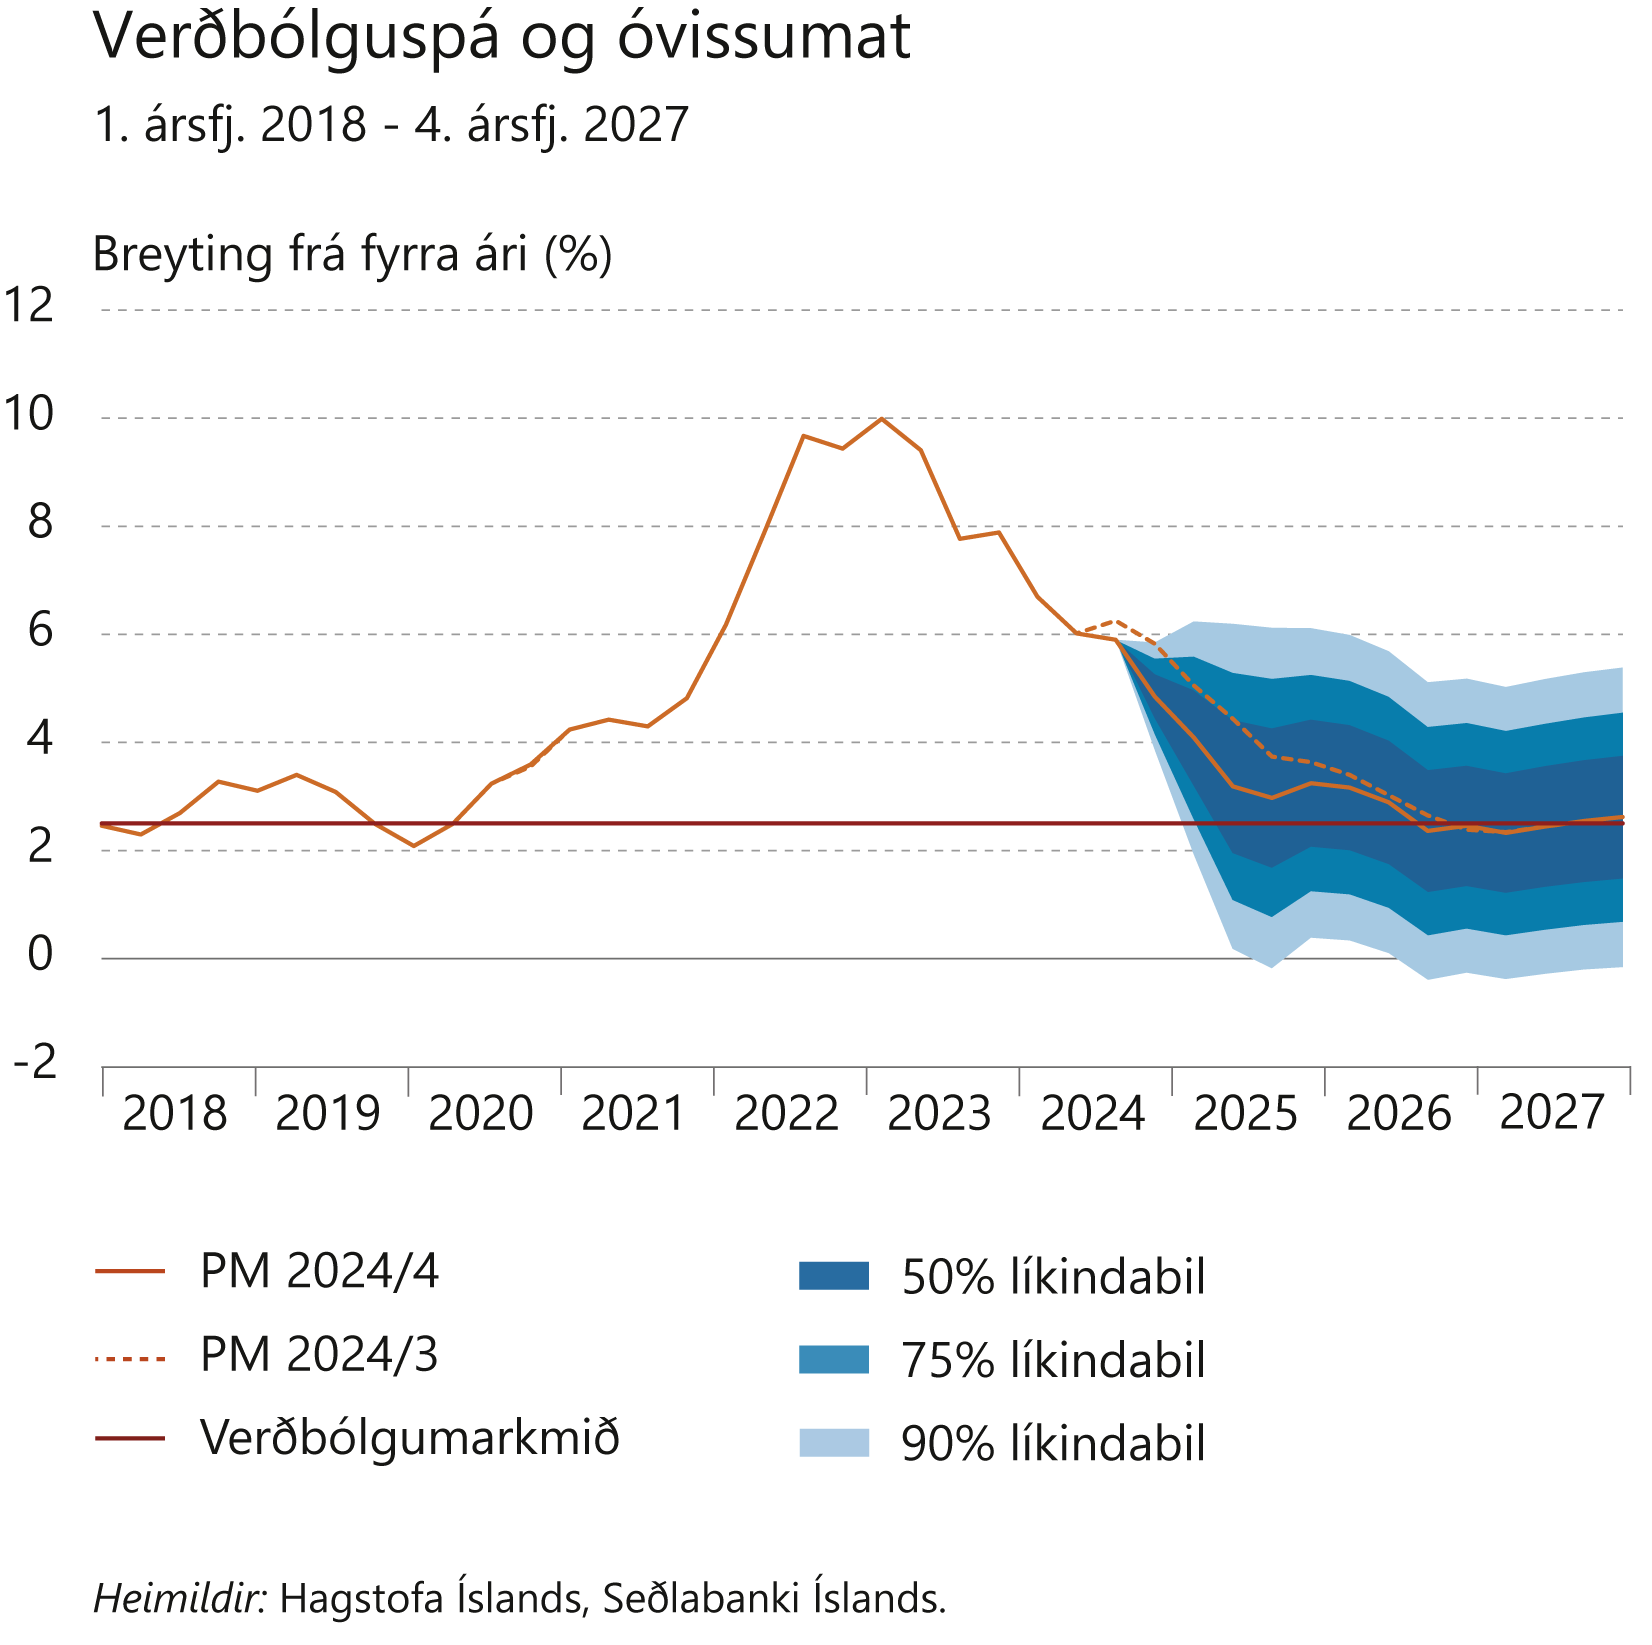 Verðbólguspá og óvissumat
1. ársfj. 2018 - 4. ársfj. 2027
Breyting frá fyrra ári (%)
12
10
8
6
4
2
0
-2
2018 2019 2020 2021 2022 2023 2024 2025 2026 2027
PM 2024/4
PM 2024/3
Verðbólgumarkmið
50% líkindabil
75% líkindabil
90% líkindabil
Heimildir: Hagstofa Íslands, Seðlabanki Íslands.